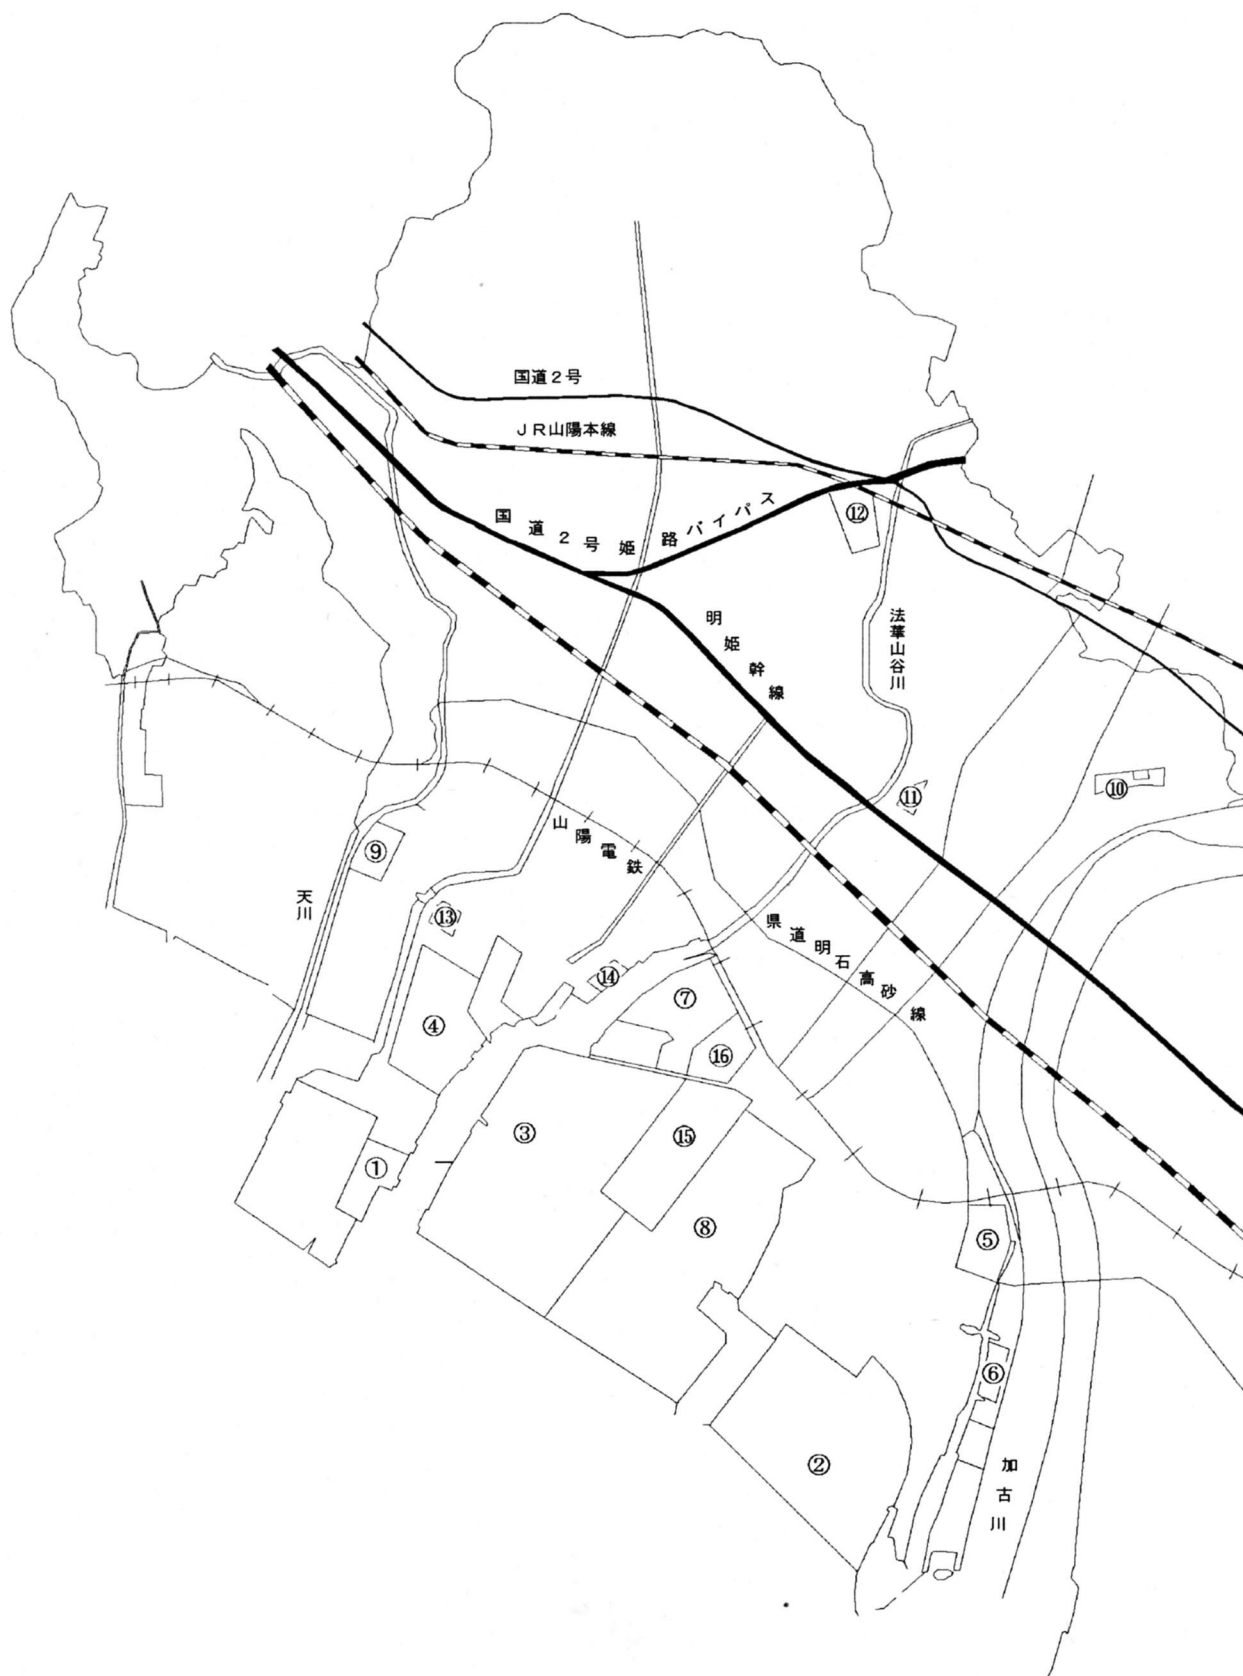 国道２号
ＪＲ山陽本線
国道２号姫路バイパス
⑫
明姫幹線
法華山谷川
⑪
⑩
山陽電鉄
⑨
天川
⑬
県道明石高砂線
⑭
⑦
④
⑯
③
⑮
①
⑧
⑤
⑥
②
加古川